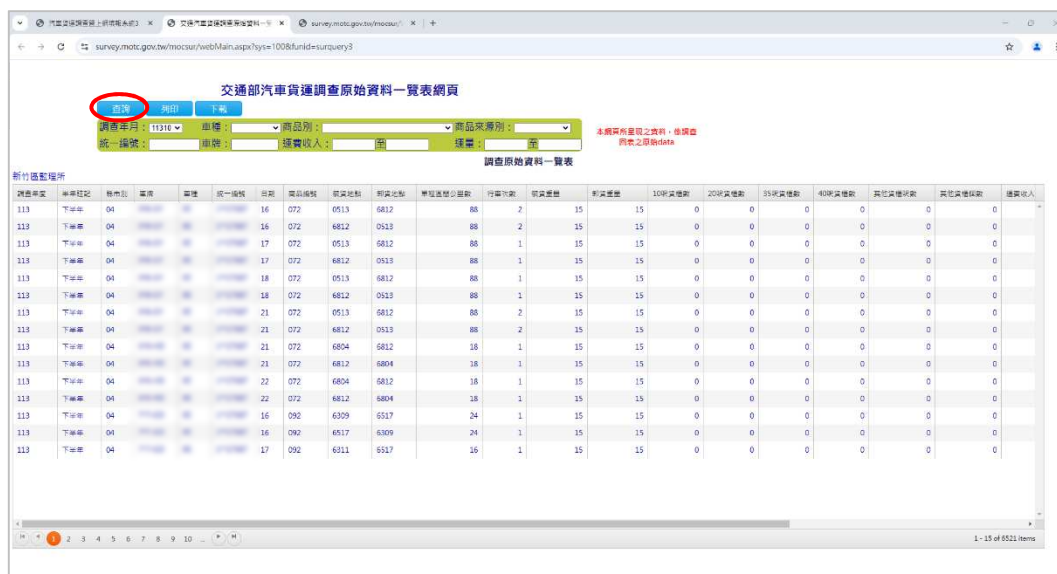 survey.motc.gov.tw/mocsur/webMain.aspx?sys=100&funid=surquery3
交通部汽車貨運調查原始資料一覽表網頁
查詢 列印 下載
調查年月： 11310 車種： 商品別： 商品來源別：
統一編號： 車牌： 運費收入： 至 運量： 至
本網頁所呈現之資料，係調查
回表之原始data
調查原始資料一覽表
新竹區監理所
調查年度 半年註記 縣市別 車牌 車種 統一編號 日期 商品編號 裝貨地點 卸貨地點 單程區間公里數 行車次數 裝貨重量 卸貨重量 10呎貨櫃數 20呎貨櫃數 35呎貨櫃數 40呎貨櫃數 其他貨櫃呎數 其他貨櫃個數 運費收入
113 下半年 04 16 072 0513 6812 88 2 15 15 0 0 0 0 0 0
113 下半年 04 16 072 6812 0513 88 2 15 15 0 0 0 0 0 0
113 下半年 04 17 072 0513 6812 88 1 15 15 0 0 0 0 0 0
113 下半年 04 17 072 6812 0513 88 1 15 15 0 0 0 0 0 0
113 下半年 04 18 072 0513 6812 88 1 15 15 0 0 0 0 0 0
113 下半年 04 18 072 6812 0513 88 1 15 15 0 0 0 0 0 0
113 下半年 04 21 072 0513 6812 88 2 15 15 0 0 0 0 0 0
113 下半年 04 21 072 6812 0513 88 2 15 15 0 0 0 0 0 0
113 下半年 04 21 072 6804 6812 18 1 15 15 0 0 0 0 0 0
113 下半年 04 21 072 6812 6804 18 1 15 15 0 0 0 0 0 0
113 下半年 04 22 072 6804 6812 18 1 15 15 0 0 0 0 0 0
113 下半年 04 22 072 6812 6804 18 1 15 15 0 0 0 0 0 0
113 下半年 04 16 092 6309 6517 24 1 15 15 0 0 0 0 0 0
113 下半年 04 16 092 6517 6309 24 1 15 15 0 0 0 0 0 0
113 下半年 04 17 092 6311 6517 16 1 15 15 0 0 0 0 0 0
1 2 3 4 5 6 7 8 9 10 ... 1 - 15 of 6521 items